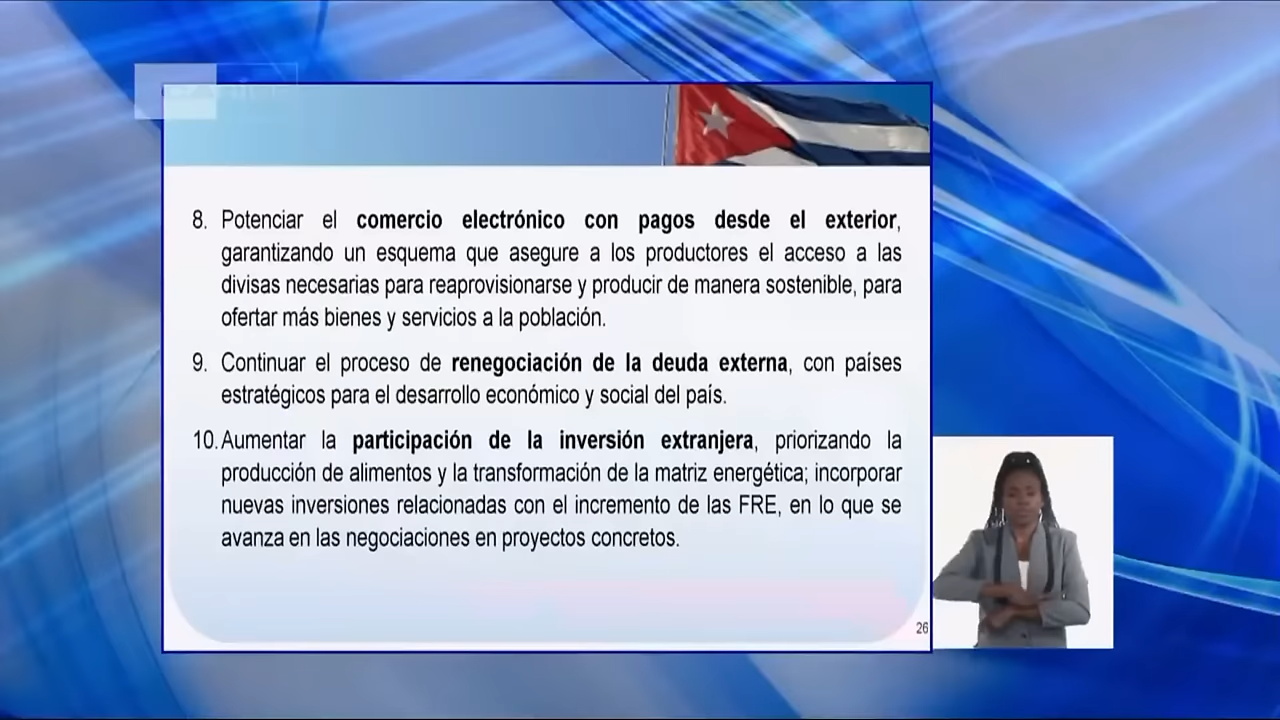 8. Potenciar el comercio electrónico con pagos desde el exterior,
garantizando un esquema que asegure a los productores el acceso a las
divisas necesarias para reaprovisionarse y producir de manera sostenible, para
ofertar más bienes y servicios a la población.
9. Continuar el proceso de renegociación de la deuda externa, con países
estratégicos para el desarrollo económico y social del país.
10. Aumentar la participación de la inversión extranjera, priorizando la
producción de alimentos y la transformación de la matriz energética; incorporar
nuevas inversiones relacionadas con el incremento de las FRE, en lo que se
avanza en las negociaciones en proyectos concretos.
26